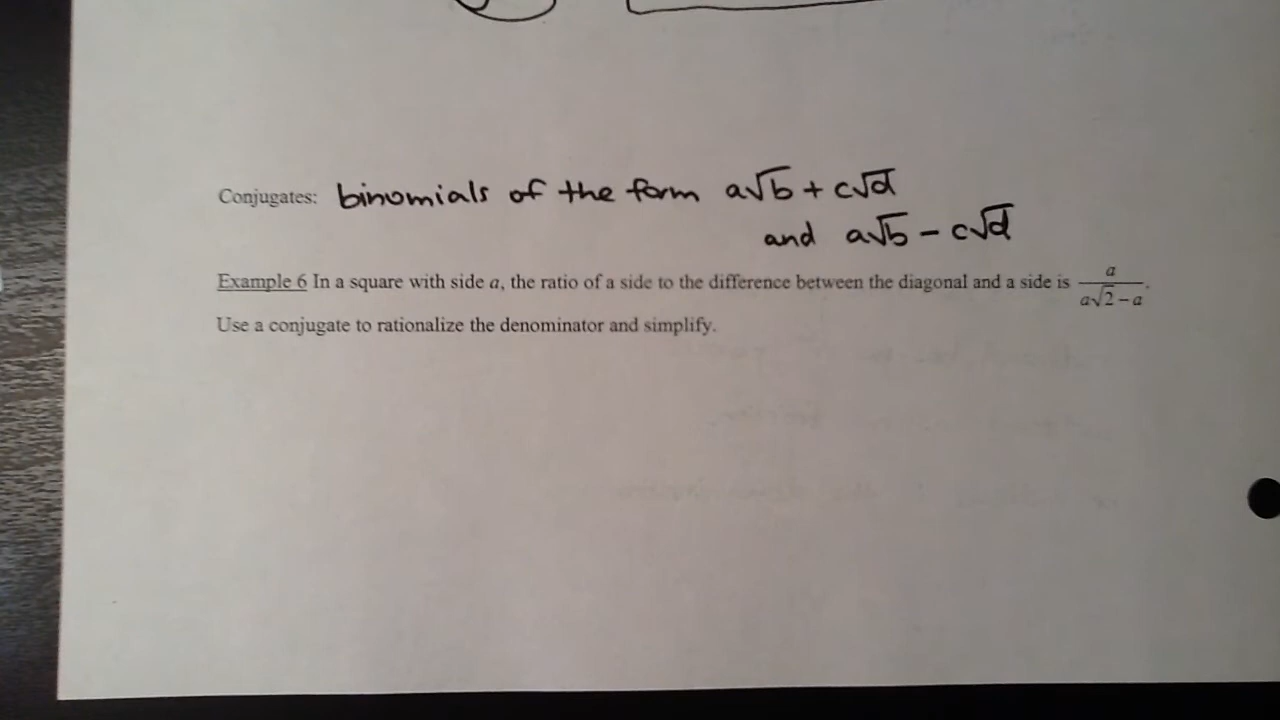 Conjugates: binomials of the form a√b + c√d
and a√b − c√d
Example 6 In a square with side a, the ratio of a side to the difference between the diagonal and a side is a/(a√2 − a).
Use a conjugate to rationalize the denominator and simplify.